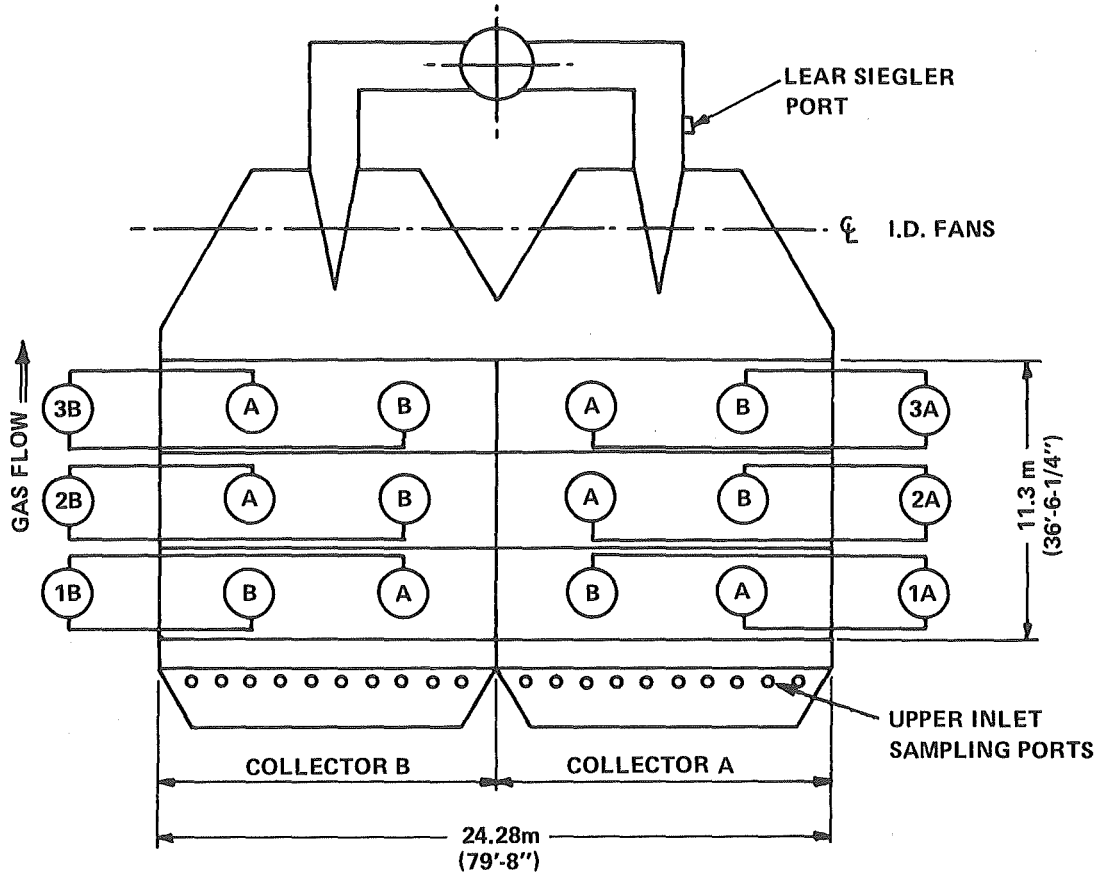 LEAR SIEGLER
PORT
℄ I.D. FANS
GAS FLOW
3B A B A B 3A
2B A B A B 2A
1B B A B A 1A
11.3 m
(36'-6-1/4")
UPPER INLET
SAMPLING PORTS
COLLECTOR B COLLECTOR A
24.28m
(79'-8")